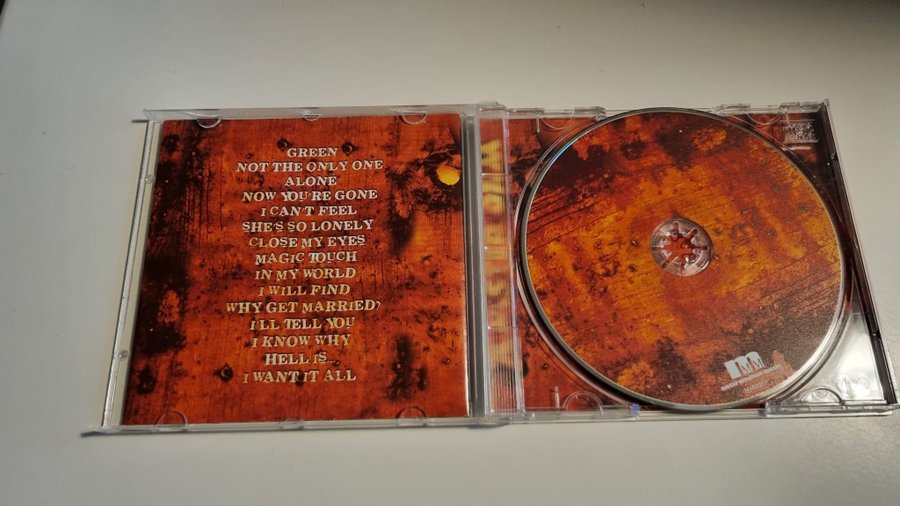 GREEN
NOT THE ONLY ONE
ALONE
NOW YOU'RE GONE
I CAN'T FEEL
SHE'S SO LONELY
CLOSE MY EYES
MAGIC TOUCH
IN MY WORLD
I WILL FIND
WHY GET MARRIED?
I'LL TELL YOU
I KNOW WHY
HELL IS...
I WANT IT ALL